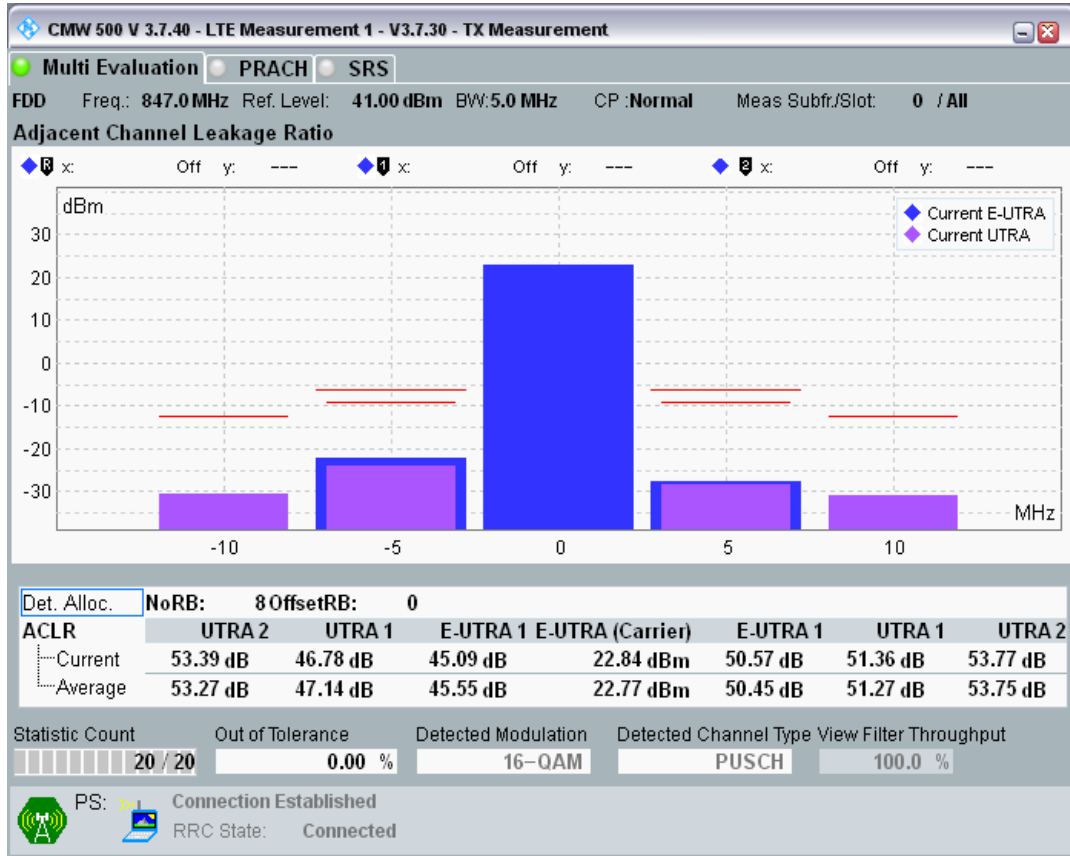 CMW 500 V 3.7.40 - LTE Measurement 1 - V3.7.30 - TX Measurement
Multi Evaluation PRACH SRS
FDD Freq.: 847.0 MHz Ref. Level: 41.00 dBm BW:5.0 MHz CP :Normal Meas Subfr./Slot: 0 / All
Adjacent Channel Leakage Ratio
R x: Off y: --- 1 x: Off y: --- 2 x: Off y: ---
dBm
Current E-UTRA
Current UTRA
30
20
10
0
-10
-20
-30
MHz
-10 -5 0 5 10
Det. Alloc. NoRB: 8 OffsetRB: 0
ACLR UTRA 2 UTRA 1 E-UTRA 1 E-UTRA (Carrier) E-UTRA 1 UTRA 1 UTRA 2
Current 53.39 dB 46.78 dB 45.09 dB 22.84 dBm 50.57 dB 51.36 dB 53.77 dB
Average 53.27 dB 47.14 dB 45.55 dB 22.77 dBm 50.45 dB 51.27 dB 53.75 dB
Statistic Count Out of Tolerance Detected Modulation Detected Channel Type View Filter Throughput
20 / 20 0.00 % 16-QAM PUSCH 100.0 %
PS: Connection Established
RRC State: Connected